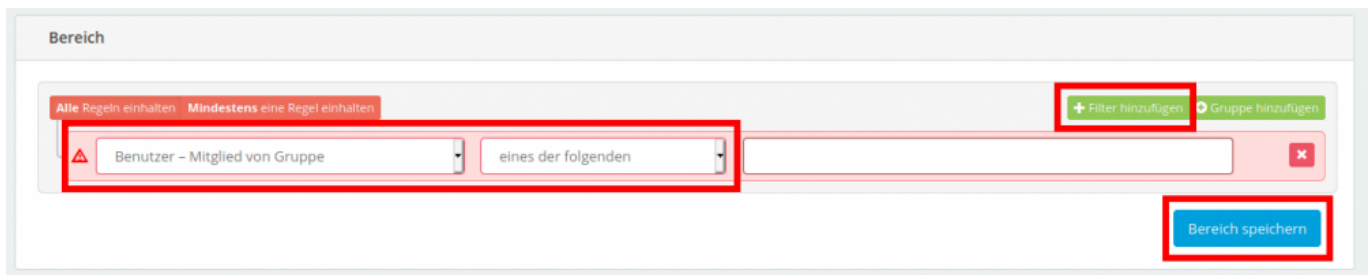 Bereich
Alle Regeln einhalten Mindestens eine Regel einhalten
Filter hinzufügen Gruppe hinzufügen
Benutzer – Mitglied von Gruppe eines der folgenden
Bereich speichern